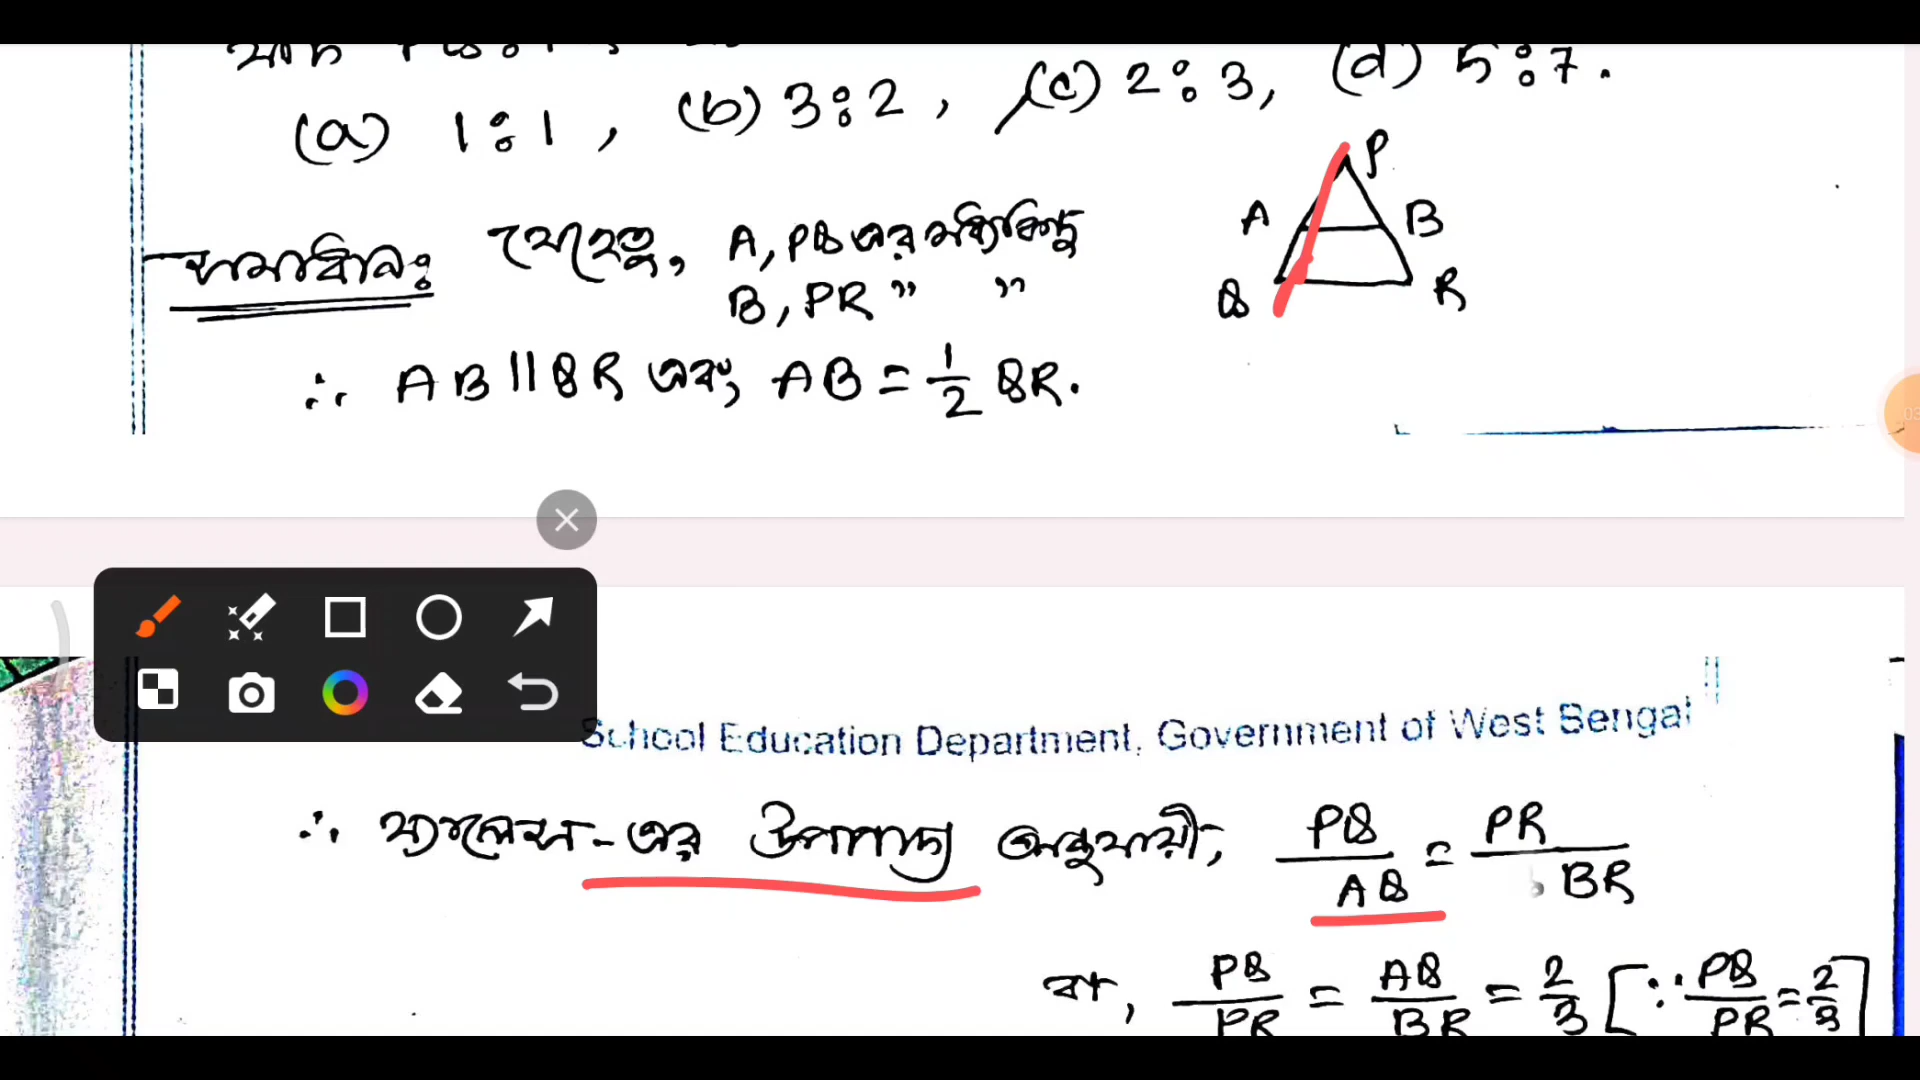 (a) 1:1, (b) 3:2, (c) 2:3, (d) 5:7.
P
A B
Q R
সমাধানঃ যেহেতু, A, PQ এর মধ্যবিন্দু
B, PR " "
∴ AB || QR এবং, AB = 1/2 QR.
School Education Department, Government of West Bengal
∴ থ্যালেস-এর উপপাদ্য অনুযায়ী, PQ/AQ = PR/BR
বা, PQ/PR = AQ/BR = 2/3 [∵ PQ/PR = 2/3]